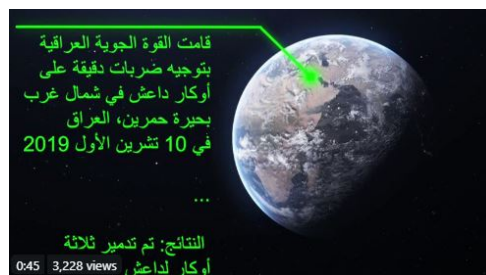 قامت القوة الجوية العراقية
بتوجيه ضربات دقيقة على
أوكار داعش في شمال غرب
بحيرة حمرين، العراق
في 10 تشرين الأول 2019
...
النتائج: تم تدمير ثلاثة
أوكار لداعش
0:45 3,228 views